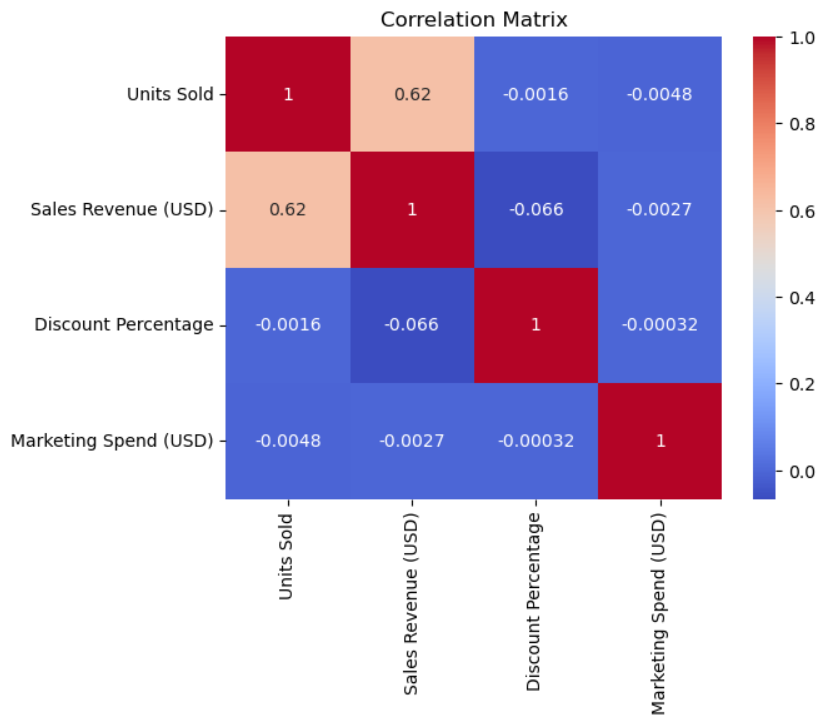 Correlation Matrix
Units Sold
1
0.62
-0.0016
-0.0048
Sales Revenue (USD)
0.62
1
-0.066
-0.0027
Discount Percentage
-0.0016
-0.066
1
-0.00032
Marketing Spend (USD)
-0.0048
-0.0027
-0.00032
1
Units Sold
Sales Revenue (USD)
Discount Percentage
Marketing Spend (USD)
1.0
0.8
0.6
0.4
0.2
0.0